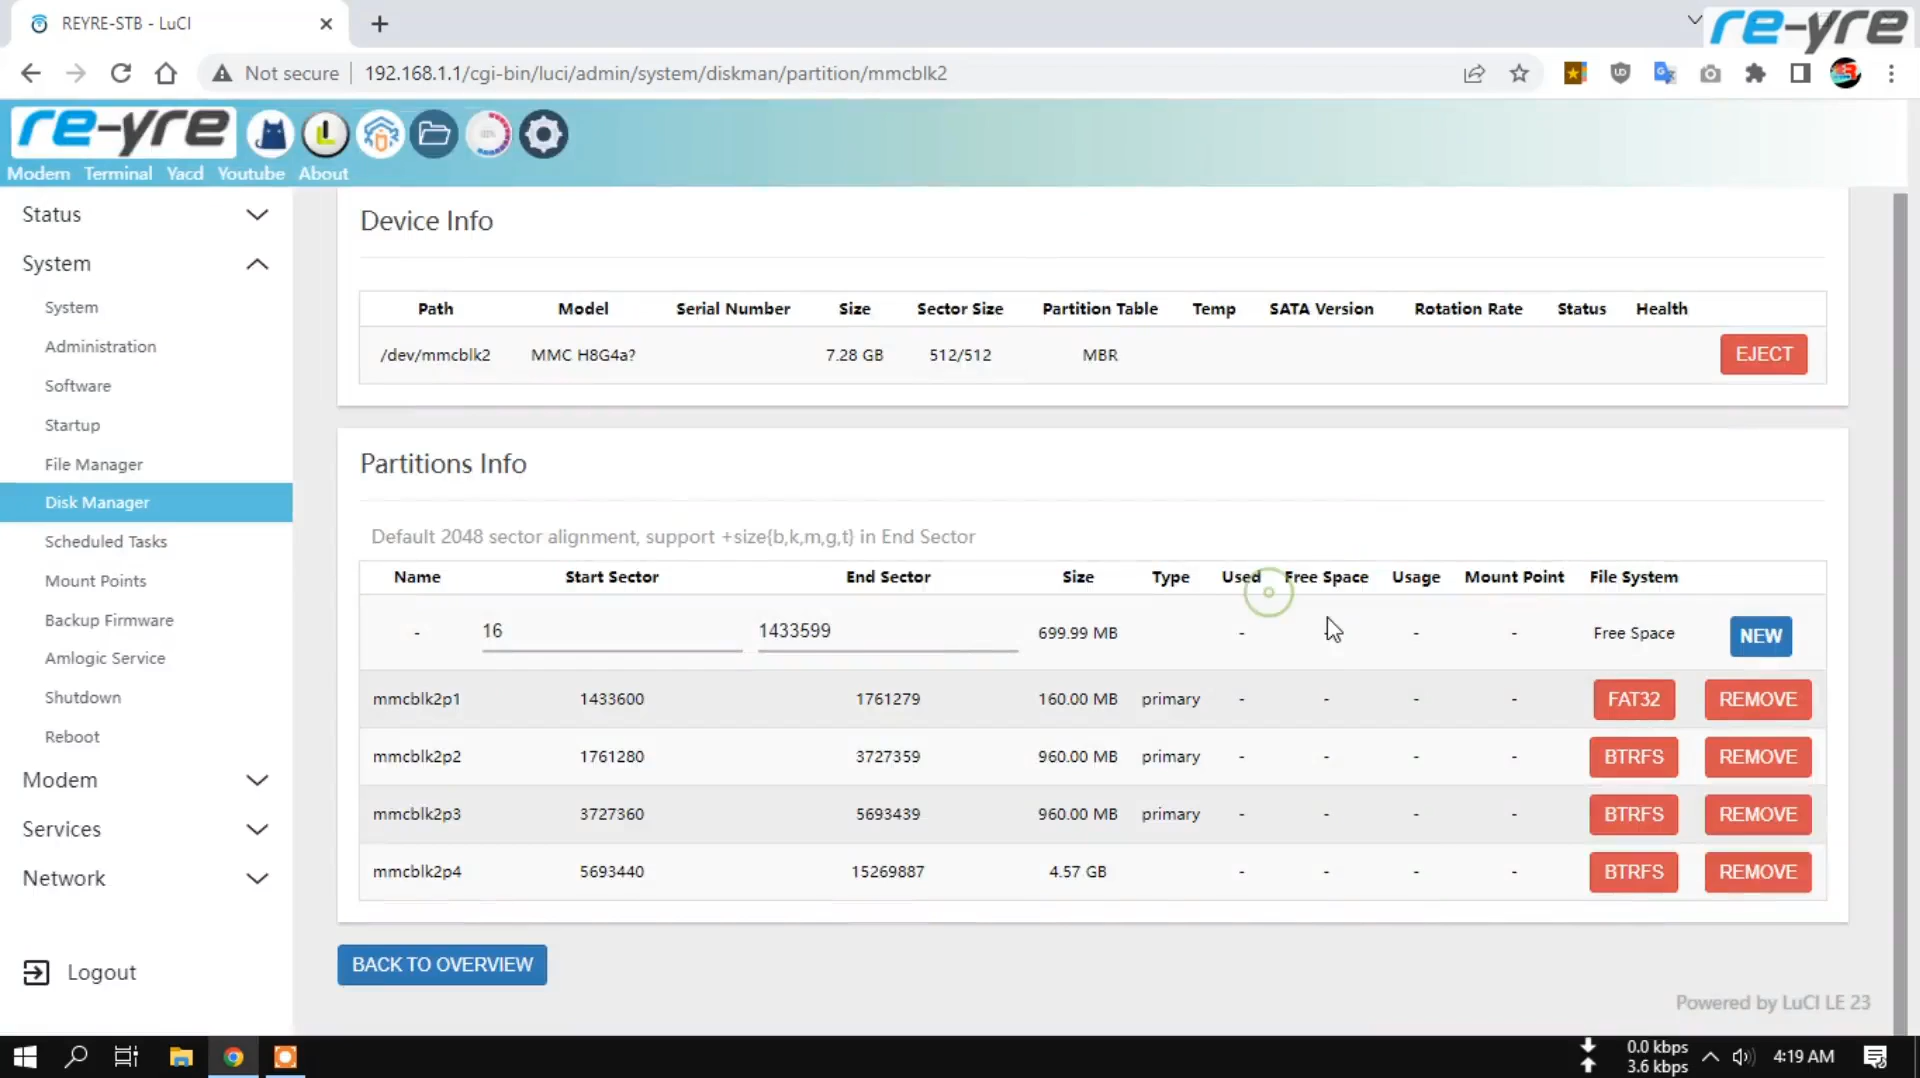 REYRE-STB - LuCI
re-yre
Not secure
192.168.1.1/cgi-bin/luci/admin/system/diskman/partition/mmcblk2
re-yre
Modem Terminal Yacd Youtube About
Status
System
System
Administration
Software
Startup
File Manager
Disk Manager
Scheduled Tasks
Mount Points
Backup Firmware
Amlogic Service
Shutdown
Reboot
Modem
Services
Network
Logout
Device Info
Path Model Serial Number Size Sector Size Partition Table Temp SATA Version Rotation Rate Status Health
/dev/mmcblk2 MMC H8G4a? 7.28 GB 512/512 MBR EJECT
Partitions Info
Default 2048 sector alignment, support +size{b,k,m,g,t} in End Sector
Name Start Sector End Sector Size Type Used Free Space Usage Mount Point File System
- 16 1433599 699.99 MB - - - Free Space NEW
mmcblk2p1 1433600 1761279 160.00 MB primary - - - - FAT32 REMOVE
mmcblk2p2 1761280 3727359 960.00 MB primary - - - - BTRFS REMOVE
mmcblk2p3 3727360 5693439 960.00 MB primary - - - - BTRFS REMOVE
mmcblk2p4 5693440 15269887 4.57 GB - - - - BTRFS REMOVE
BACK TO OVERVIEW
Powered by LuCI LE 23
0.0 kbps
3.6 kbps
4:19 AM